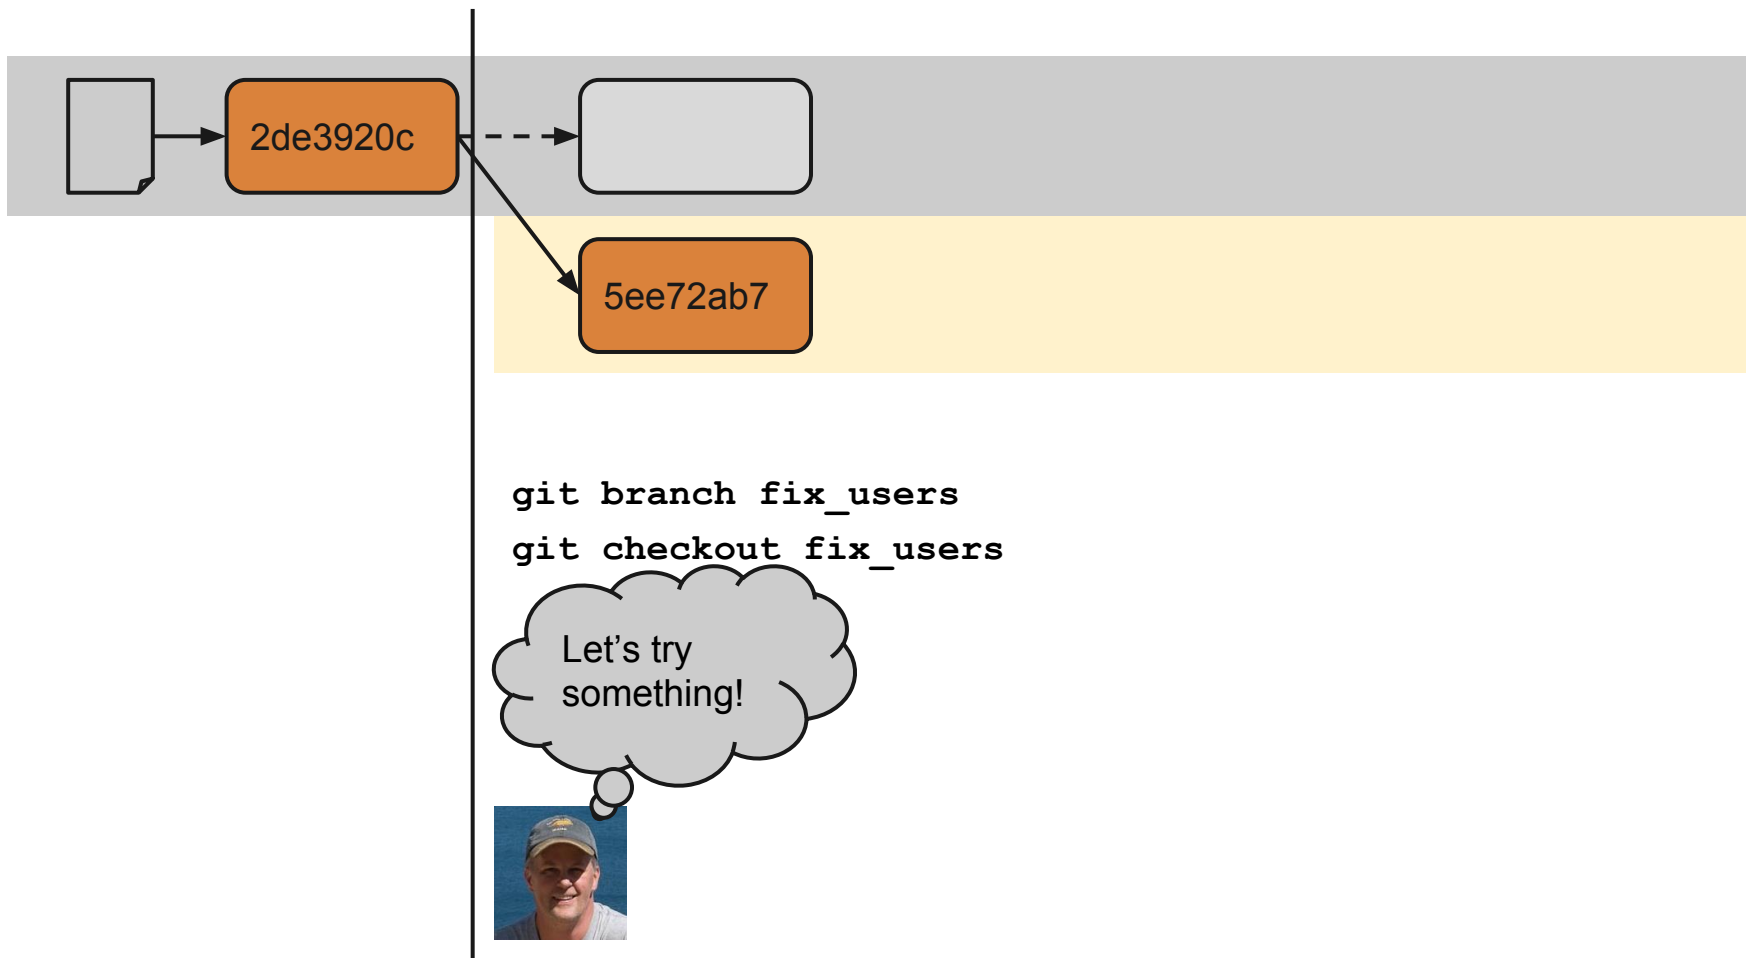 2de3920c
5ee72ab7
git branch fix_users
git checkout fix_users
Let’s try
something!